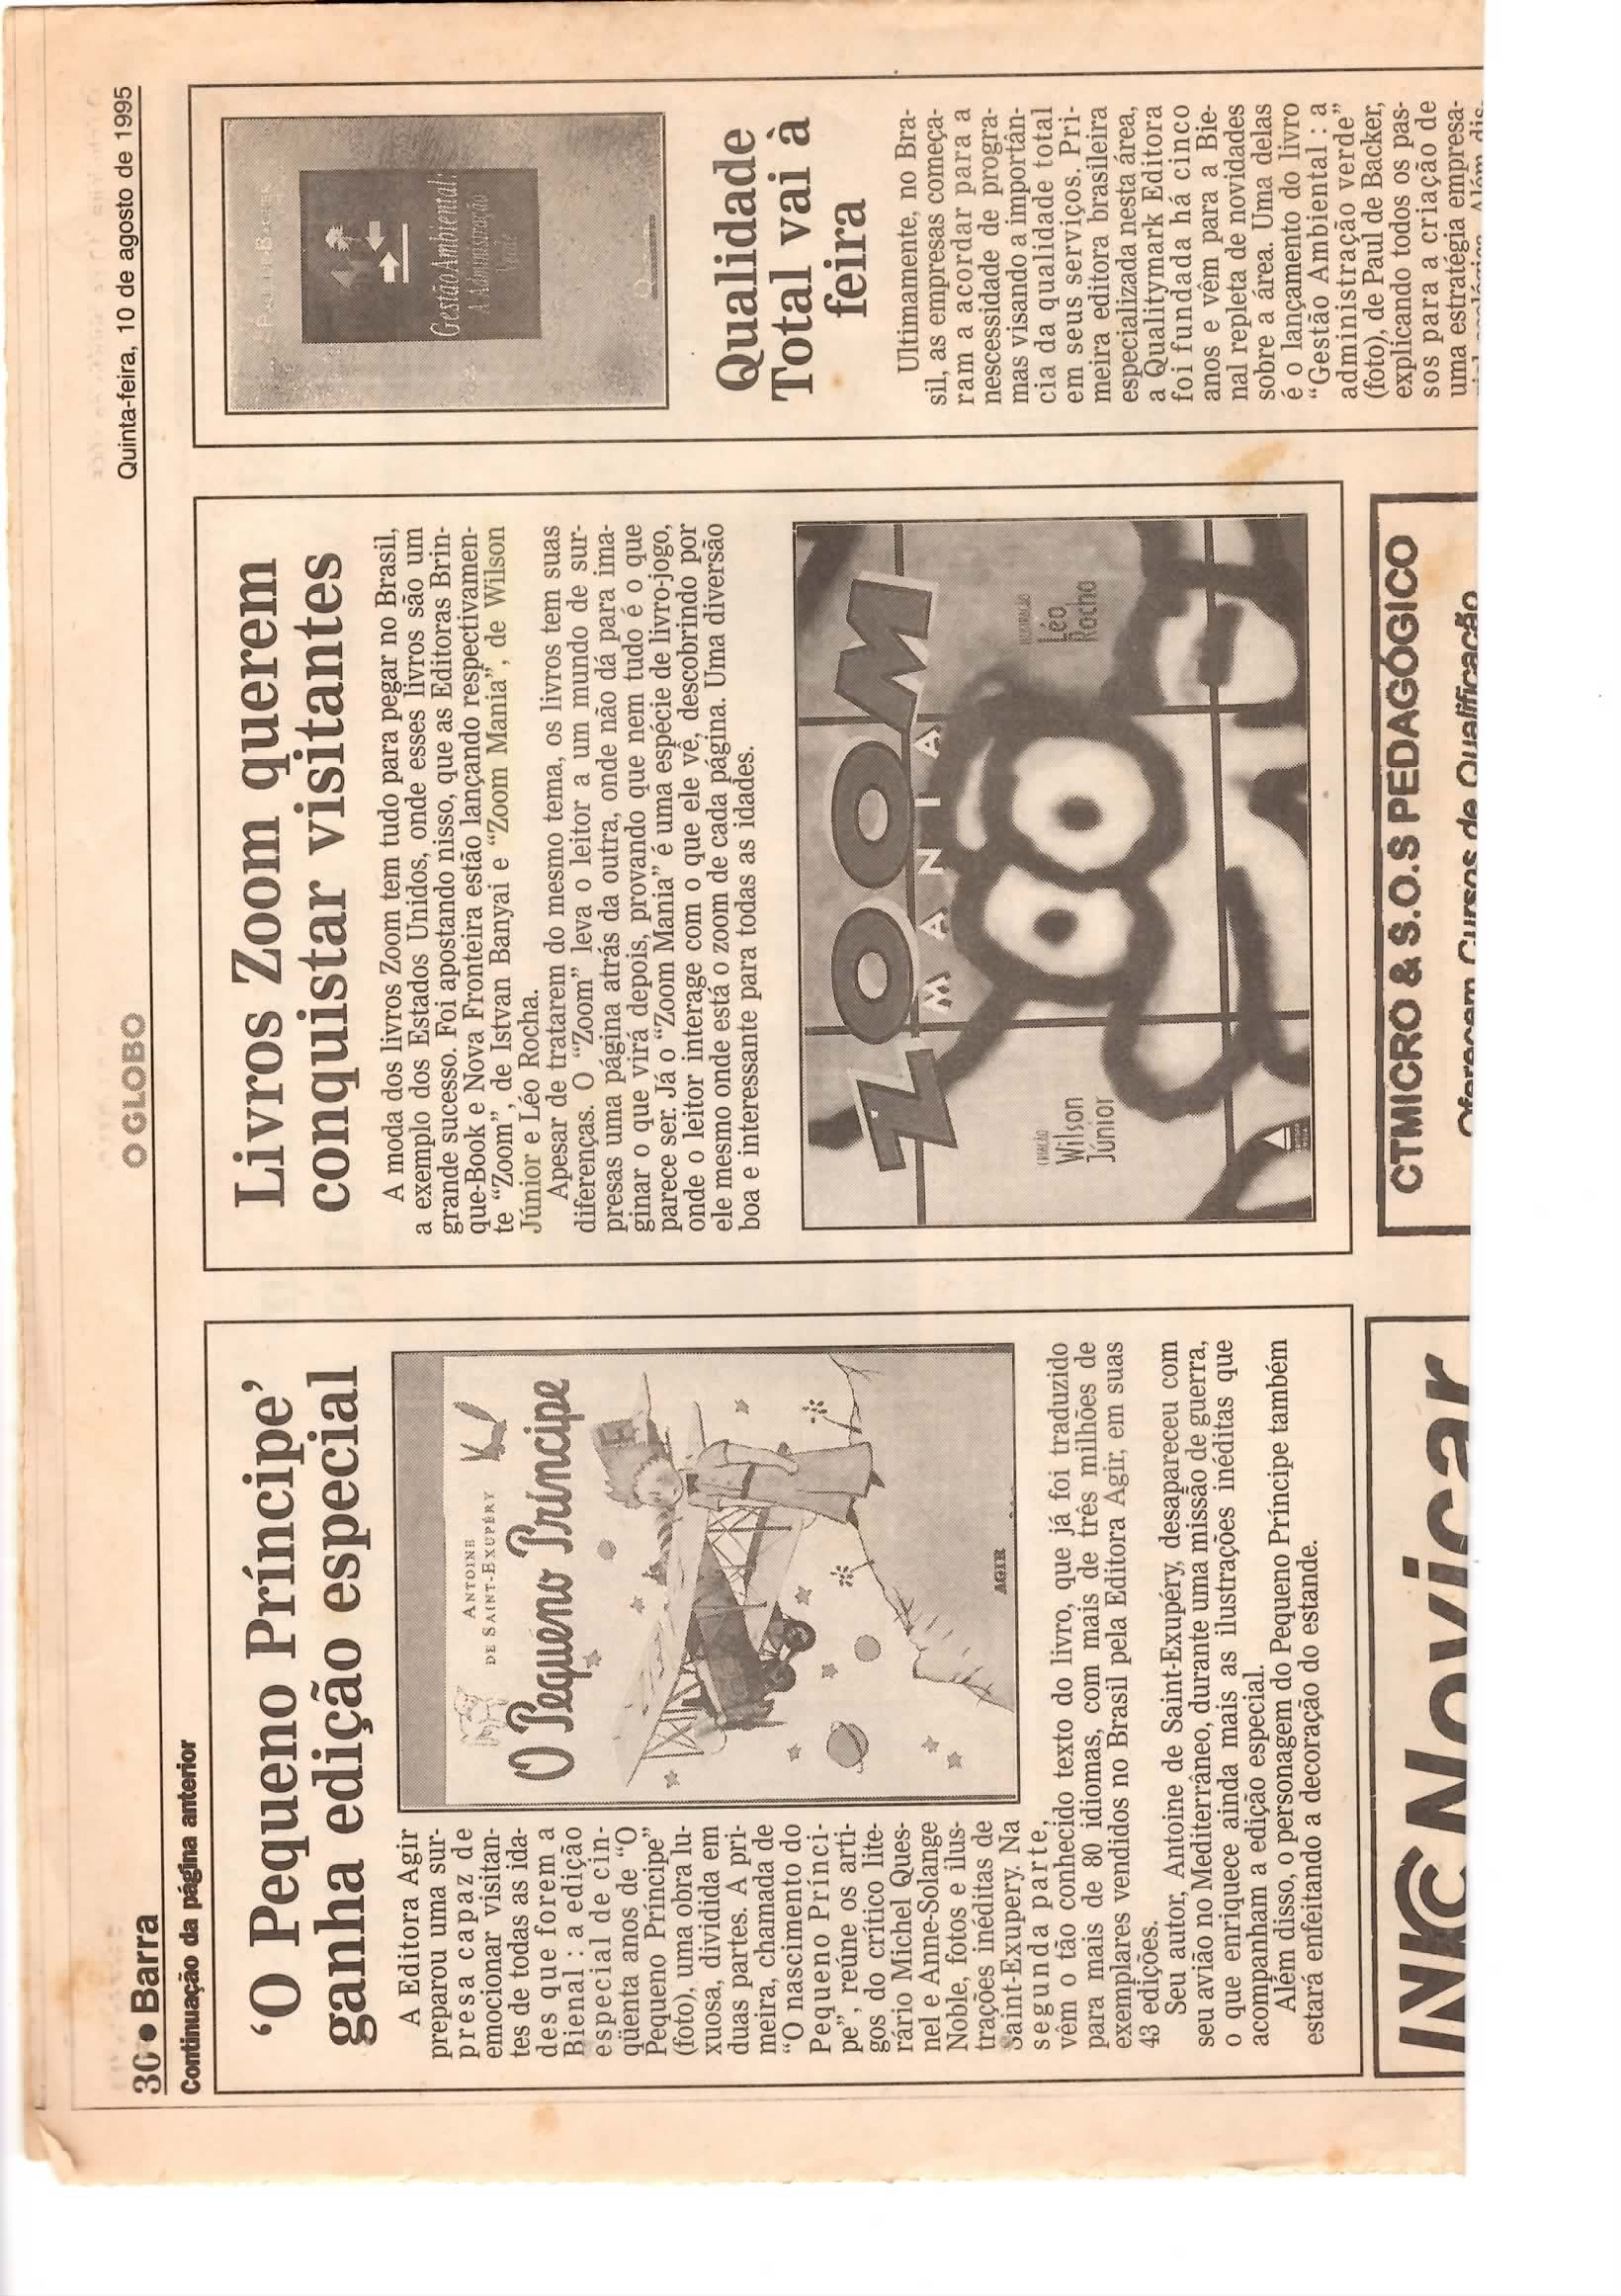 30 • Barra
O GLOBO
Quinta-feira, 10 de agosto de 1995
Continuação da página anterior
‘O Pequeno Príncipe’
ganha edição especial
A Editora Agir
preparou uma sur-
presa capaz de
emocionar visitan-
tes de todas as ida-
des que forem a
Bienal : a edição
especial de cin-
qüenta anos de “O
Pequeno Príncipe”
(foto), uma obra lu-
xuosa, dividida em
duas partes. A pri-
meira, chamada de
“O nascimento do
Pequeno Prínci-
pe”, reúne os arti-
gos do crítico lite-
rário Michel Ques-
nel e Anne-Solange
Noble, fotos e ilus-
trações inéditas de
Saint-Exupery. Na
segunda parte,
vêm o tão conhecido texto do livro, que já foi traduzido
para mais de 80 idiomas, com mais de três milhões de
exemplares vendidos no Brasil pela Editora Agir, em suas
43 edições.
Seu autor, Antoine de Saint-Exupéry, desapareceu com
seu avião no Mediterrâneo, durante uma missão de guerra,
o que enriquece ainda mais as ilustrações inéditas que
acompanham a edição especial.
Além disso, o personagem do Pequeno Príncipe também
estará enfeitando a decoração do estande.
ANTOINE
DE SAINT-EXUPÉRY
O Pequeno Príncipe
AGIR
Livros Zoom querem
conquistar visitantes
A moda dos livros Zoom tem tudo para pegar no Brasil,
a exemplo dos Estados Unidos, onde esses livros são um
grande sucesso. Foi apostando nisso, que as Editoras Brin-
que-Book e Nova Fronteira estão lançando respectivamen-
te “Zoom”, de Istvan Banyai e “Zoom Mania”, de Wilson
Júnior e Léo Rocha.
Apesar de tratarem do mesmo tema, os livros tem suas
diferenças. O “Zoom” leva o leitor a um mundo de sur-
presas uma página atrás da outra, onde não dá para ima-
ginar o que virá depois, provando que nem tudo é o que
parece ser. Já o “Zoom Mania” é uma espécie de livro-jogo,
onde o leitor interage com o que ele vê, descobrindo por
ele mesmo onde está o zoom de cada página. Uma diversão
boa e interessante para todas as idades.
ZOOM
MANIA
CRIAÇÃO
Wilson
Júnior
ILUSTRAÇÃO
Léo
Rocha
Gestão Ambiental:
A Administração
Verde
Qualidade
Total vai à
feira
Ultimamente, no Bra-
sil, as empresas começa-
ram a acordar para a
nescessidade de progra-
mas visando a importân-
cia da qualidade total
em seus serviços. Pri-
meira editora brasileira
especializada nesta área,
a Qualitymark Editora
foi fundada há cinco
anos e vêm para a Bie-
nal repleta de novidades
sobre a área. Uma delas
é o lançamento do livro
“Gestão Ambiental : a
administração verde”
(foto), de Paul de Backer,
explicando todos os pas-
sos para a criação de
uma estratégia empresa-
Além dis-
Novicar
CTMICRO & S.O.S PEDAGÓGICO
Oferecem Cursos de Qualificação